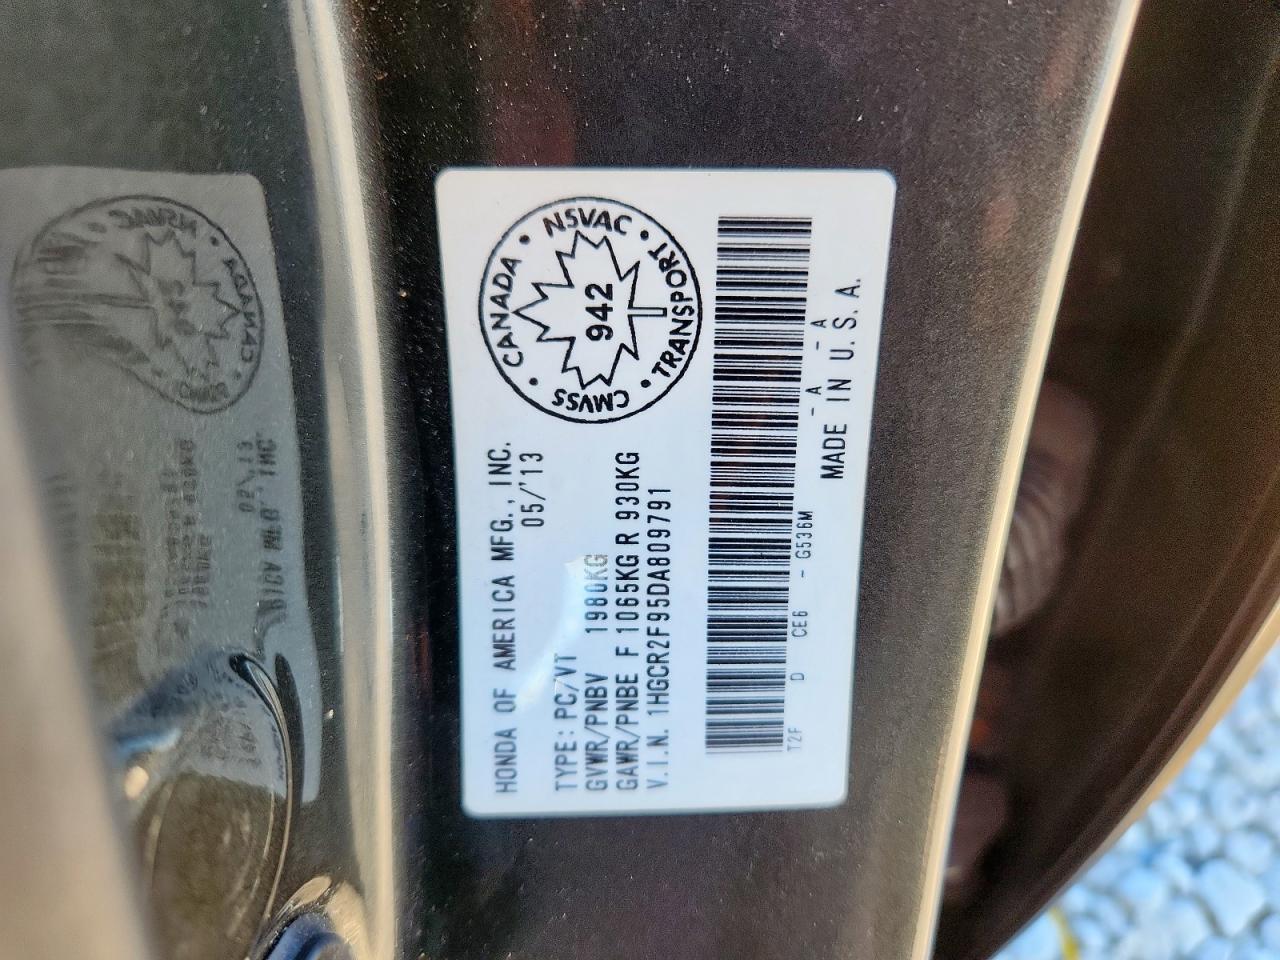 HONDA OF AMERICA MFG., INC.
05/'13
TYPE: PC/VT
GVWR/PNBV 1980KG
GAWR/PNBE F 1065KG R 930KG
V.I.N. 1HGCR2F95DA809791
CANADA • NSVAC • TRANSPORT • CMVSS •
942
T2F D CE6 - G536M - A - A
MADE IN U.S.A.